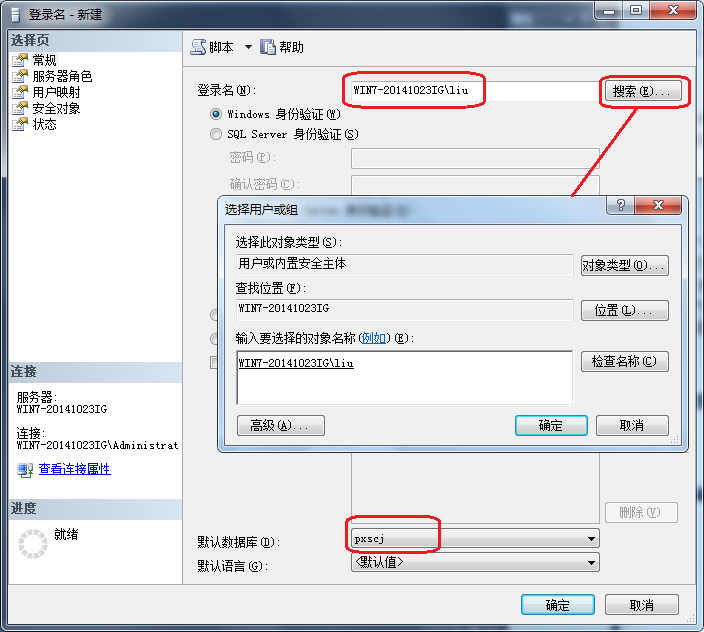 登录名 - 新建
选择页
常规
服务器角色
用户映射
安全对象
状态
脚本
帮助
登录名(N):
WIN7-20141023IG\liu
搜索(E)...
Windows 身份验证(W)
SQL Server 身份验证(S)
密码(P):
确认密码(C):
选择用户或组
选择此对象类型(S):
用户或内置安全主体
对象类型(O)...
查找位置(F):
WIN7-20141023IG
位置(L)...
输入要选择的对象名称(例如)(E):
WIN7-20141023IG\liu
检查名称(C)
高级(A)...
确定
取消
连接
服务器:
WIN7-20141023IG
连接:
WIN7-20141023IG\Administrat
查看连接属性
进度
就绪
删除(V)
默认数据库(D):
pxscj
默认语言(G):
<默认值>
确定
取消